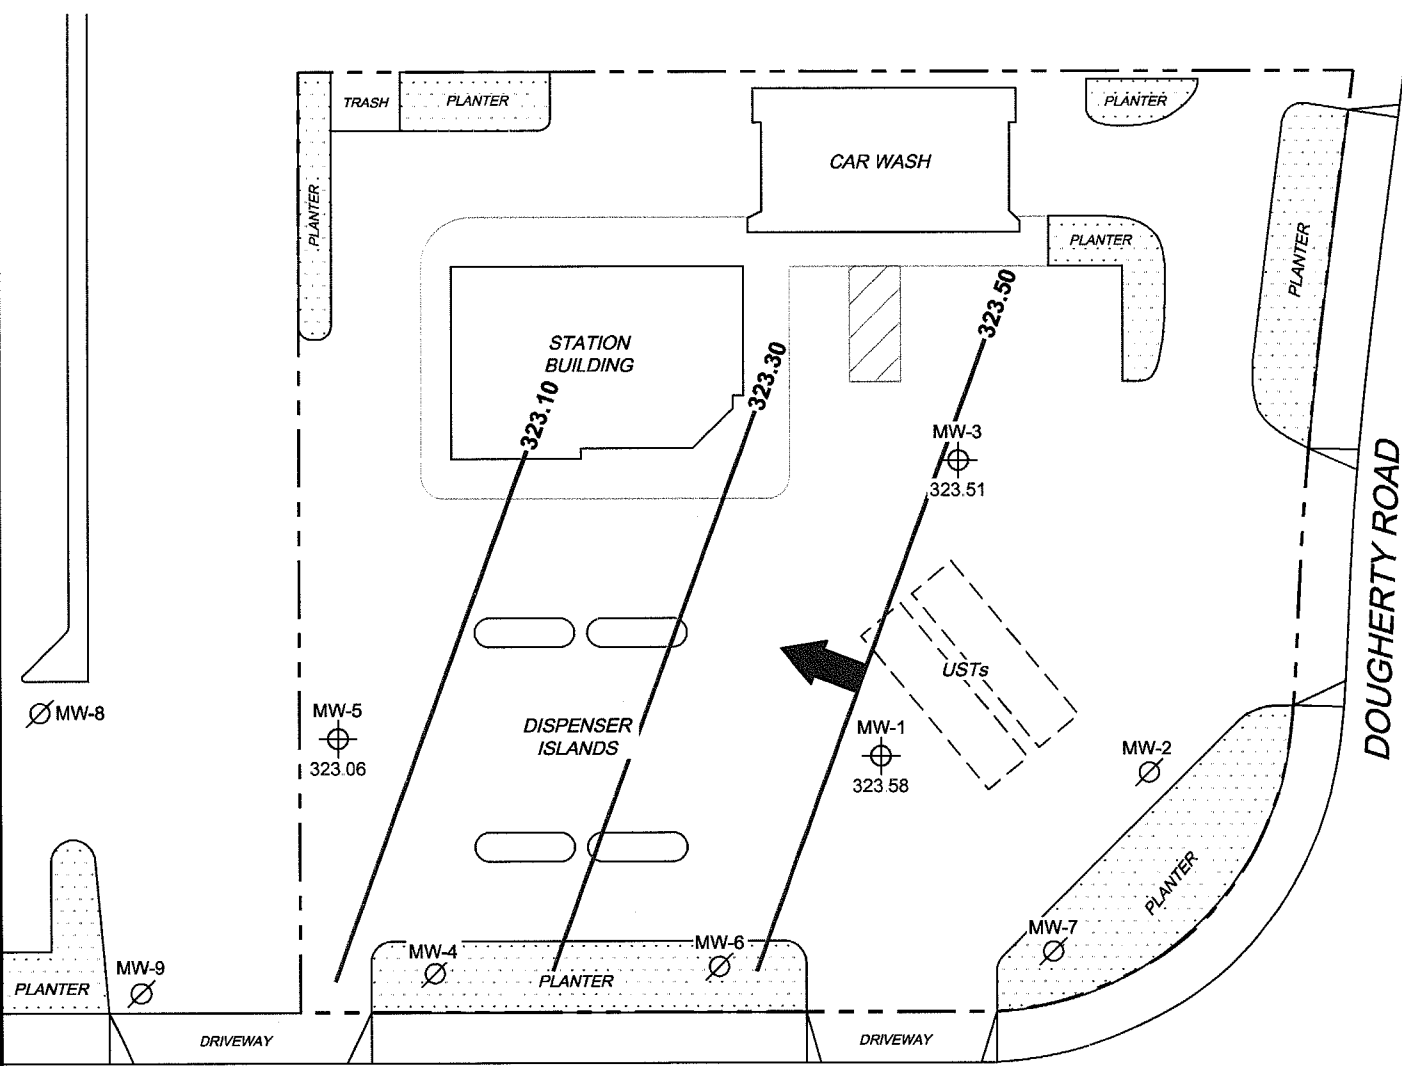 TRASH
PLANTER
PLANTER
CAR WASH
PLANTER
PLANTER
PLANTER
PLANTER
323.50
STATION
BUILDING
323.30
323.10
MW-3
323.51
DOUGHERTY ROAD
USTs
MW-8
MW-5
323.06
DISPENSER
ISLANDS
MW-1
323.58
MW-2
PLANTER
MW-7
MW-6
MW-4
MW-9
PLANTER
PLANTER
DRIVEWAY
DRIVEWAY